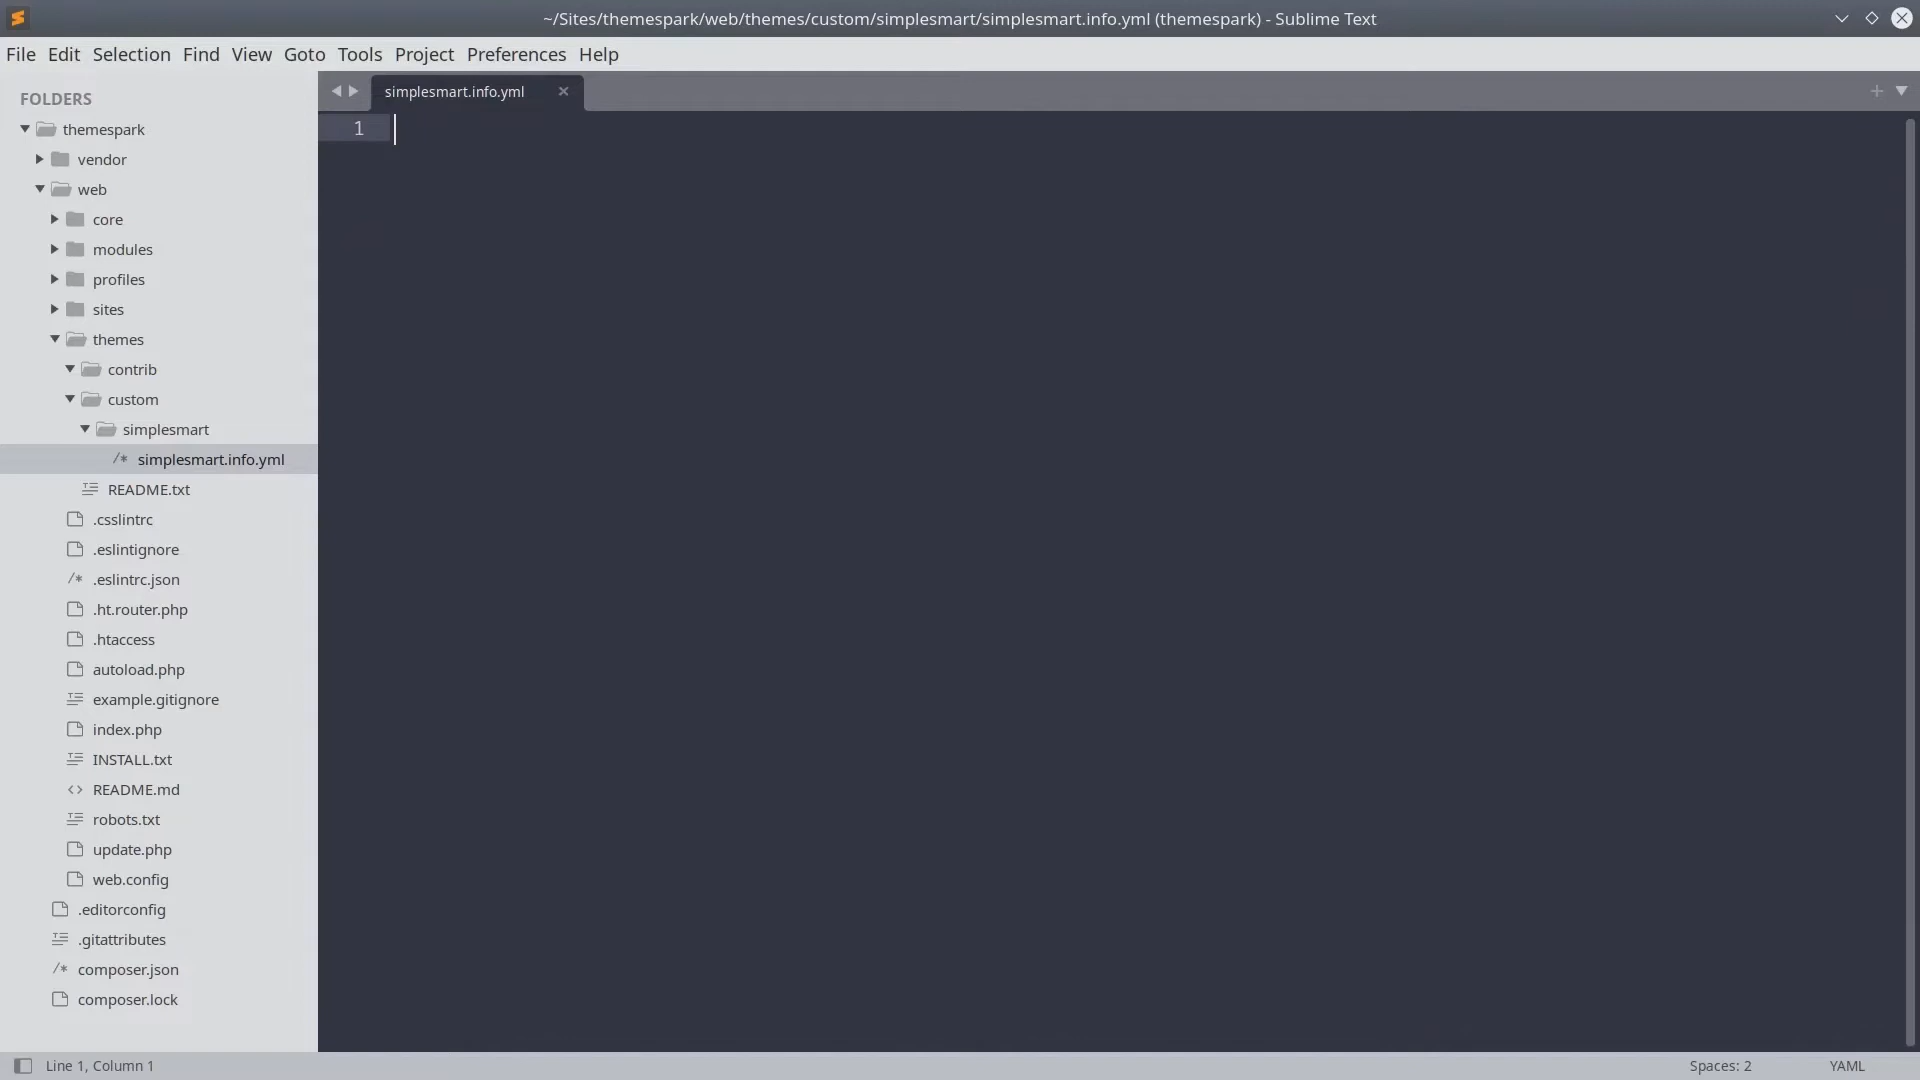 ~/Sites/themespark/web/themes/custom/simplesmart/simplesmart.info.yml (themespark) - Sublime Text
File Edit Selection Find View Goto Tools Project Preferences Help
FOLDERS
themespark
vendor
web
core
modules
profiles
sites
themes
contrib
custom
simplesmart
/* simplesmart.info.yml
README.txt
.csslintrc
.eslintignore
/* .eslintrc.json
.ht.router.php
.htaccess
autoload.php
example.gitignore
index.php
INSTALL.txt
<> README.md
robots.txt
update.php
web.config
.editorconfig
.gitattributes
/* composer.json
composer.lock
simplesmart.info.yml
1
Line 1, Column 1
Spaces: 2
YAML